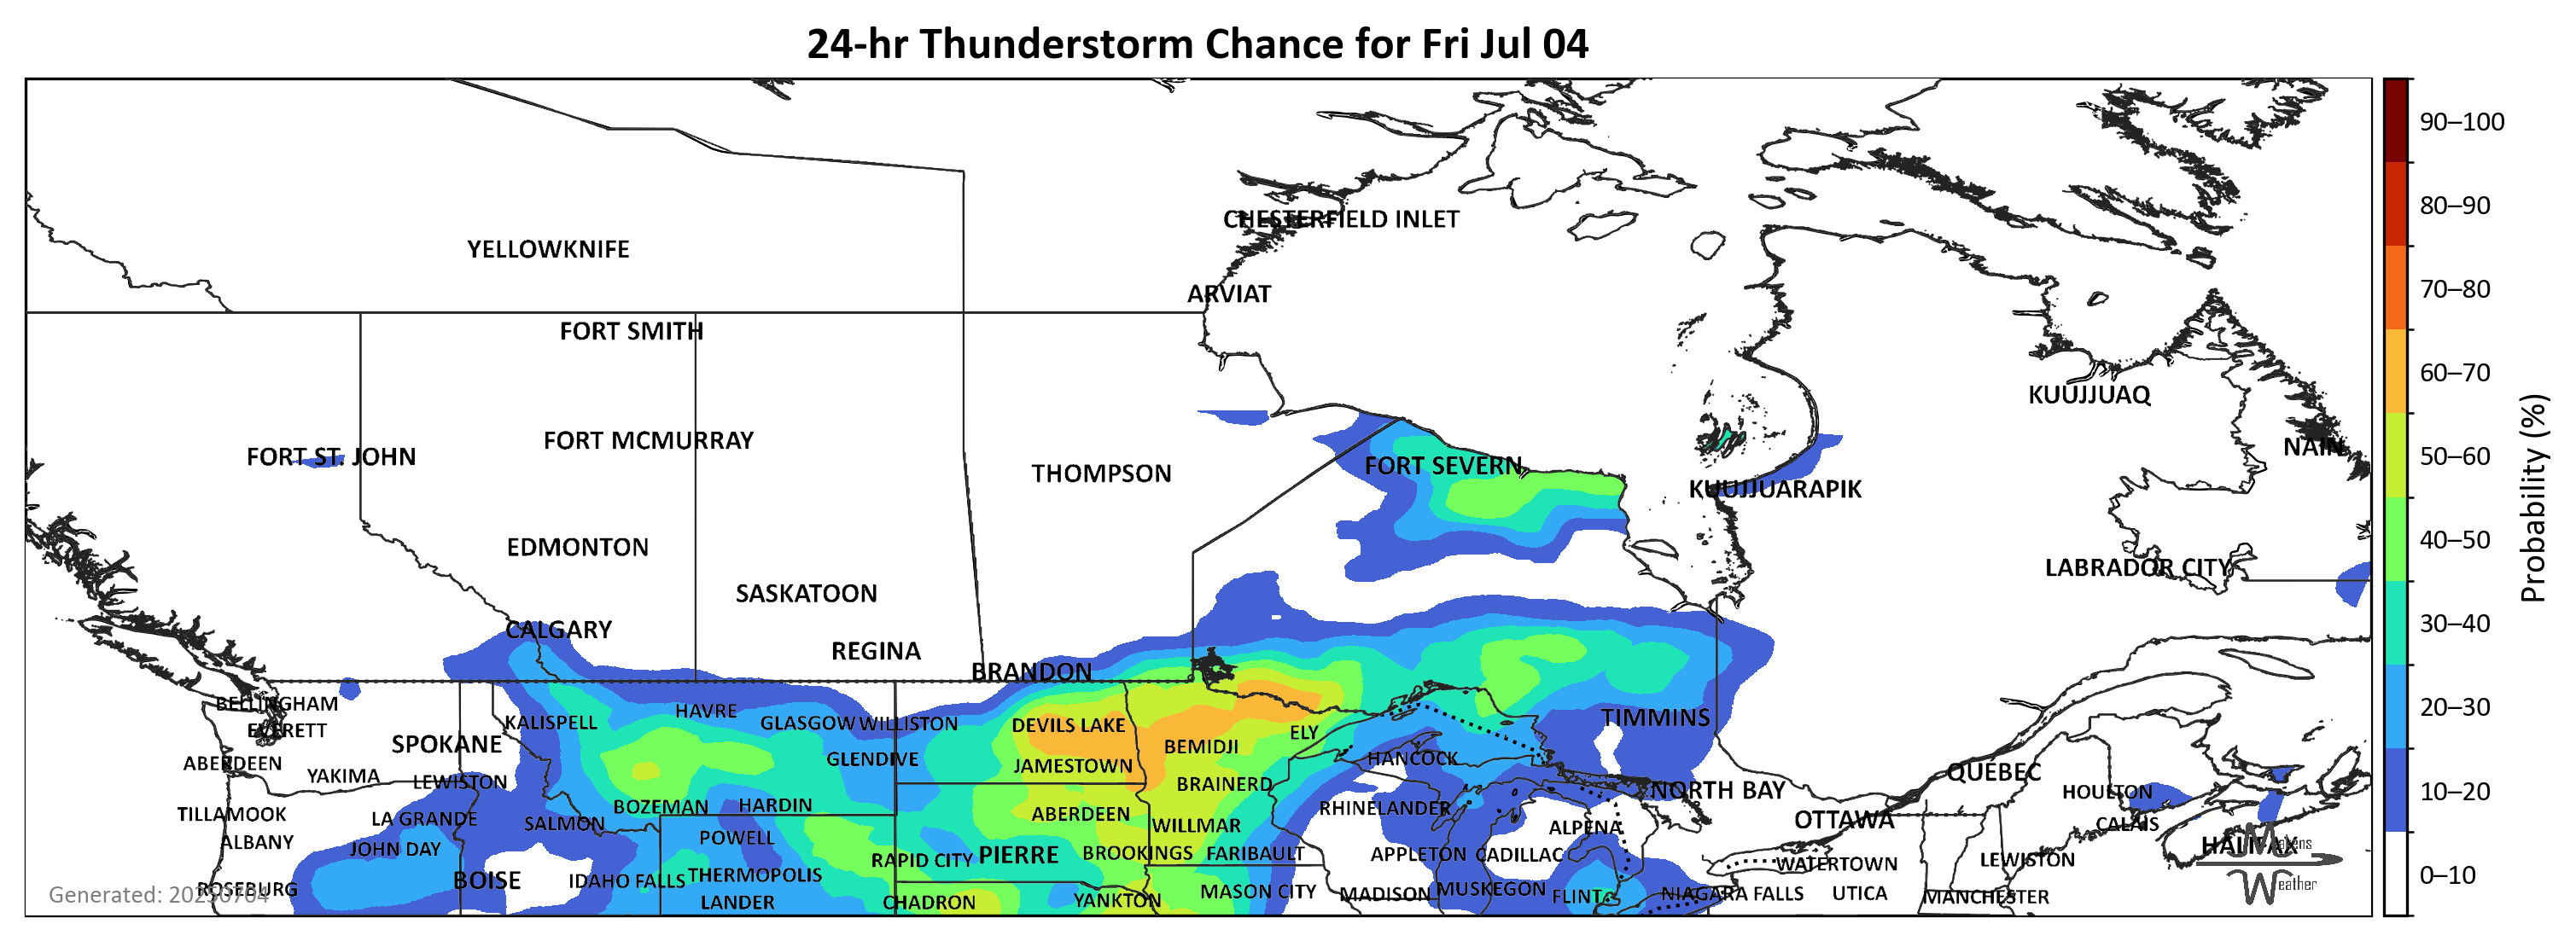 24-hr Thunderstorm Chance for Fri Jul 04
90–100
80–90
CHESTERFIELD INLET
YELLOWKNIFE
70–80
ARVIAT
FORT SMITH
60–70
KUUJJUAQ
FORT MCMURRAY
NAIN
50–60
FORT ST. JOHN
FORT SEVERN
THOMPSON
KUUJJUARAPIK
Probability (%)
40–50
EDMONTON
LABRADOR CITY
SASKATOON
30–40
CALGARY
REGINA
BRANDON
BELLINGHAM
20–30
HAVRE
TIMMINS
KALISPELL
GLASGOW
WILLISTON
DEVILS LAKE
EVERETT
ELY
SPOKANE
BEMIDJI
HANCOCK
GLENDIVE
ABERDEEN
JAMESTOWN
QUÉBEC
YAKIMA
LEWISTON
BRAINERD
NORTH BAY
HOULTON
10–20
BOZEMAN
HARDIN
RHINELANDER
TILLAMOOK
ABERDEEN
LA GRANDE
OTTAWA
SALMON
WILLMAR
CALAIS
ALPENA
POWELL
ALBANY
HALIFAX
Makens
Weather
JOHN DAY
BROOKINGS
FARIBAULT
PIERRE
APPLETON
CADILLAC
RAPID CITY
LEWISTON
WATERTOWN
THERMOPOLIS
0–10
BOISE
IDAHO FALLS
ROSEBURG
MUSKEGON
MASON CITY
MADISON
NIAGARA FALLS
UTICA
MANCHESTER
FLINT
YANKTON
CHADRON
LANDER
Generated: 20250704